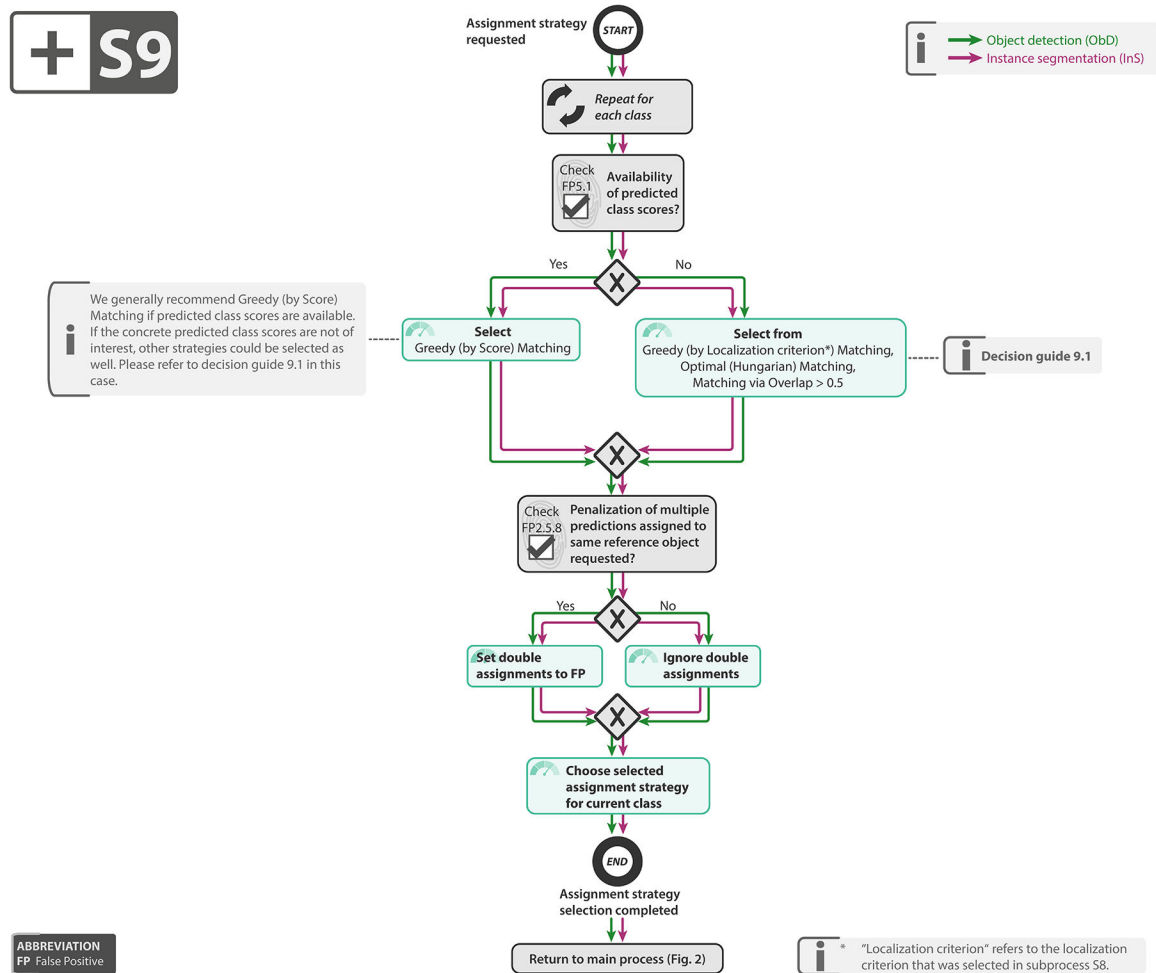 + S9
Assignment strategy
requested
START
Object detection (ObD)
Instance segmentation (InS)
Repeat for
each class
Check
FP5.1
Availability
of predicted
class scores?
X
Yes
No
We generally recommend Greedy (by Score)
Matching if predicted class scores are available.
If the concrete predicted class scores are not of
interest, other strategies could be selected as
well. Please refer to decision guide 9.1 in this
case.
Select
Greedy (by Score) Matching
Select from
Greedy (by Localization criterion*) Matching,
Optimal (Hungarian) Matching,
Matching via Overlap > 0.5
Decision guide 9.1
X
Check
FP2.5.8
Penalization of multiple
predictions assigned to
same reference object
requested?
Yes
No
X
Set double
assignments to FP
Ignore double
assignments
X
Choose selected
assignment strategy
for current class
END
Assignment strategy
selection completed
Return to main process (Fig. 2)
ABBREVIATION
FP False Positive
* "Localization criterion" refers to the localization
criterion that was selected in subprocess S8.